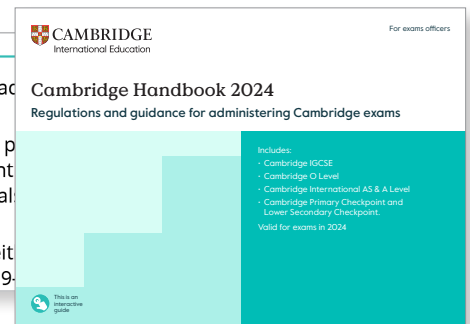 CAMBRIDGE
International Education
For exams officers
Cambridge Handbook 2024
Regulations and guidance for administering Cambridge exams
Includes:
· Cambridge IGCSE
· Cambridge O Level
· Cambridge International AS & A Level
· Cambridge Primary Checkpoint and
Lower Secondary Checkpoint.
Valid for exams in 2024
This is an
interactive
guide